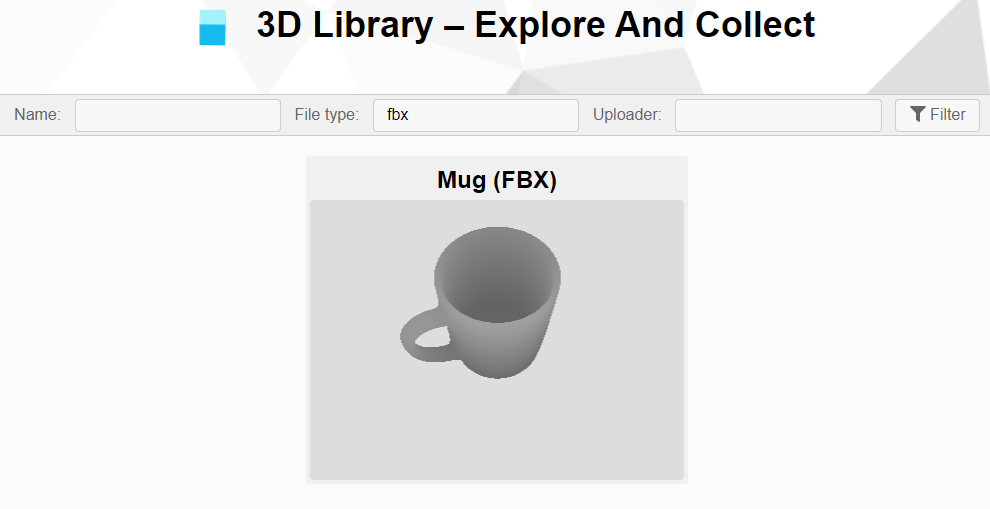 3D Library – Explore And Collect
Name: File type: fbx Uploader: Filter
Mug (FBX)